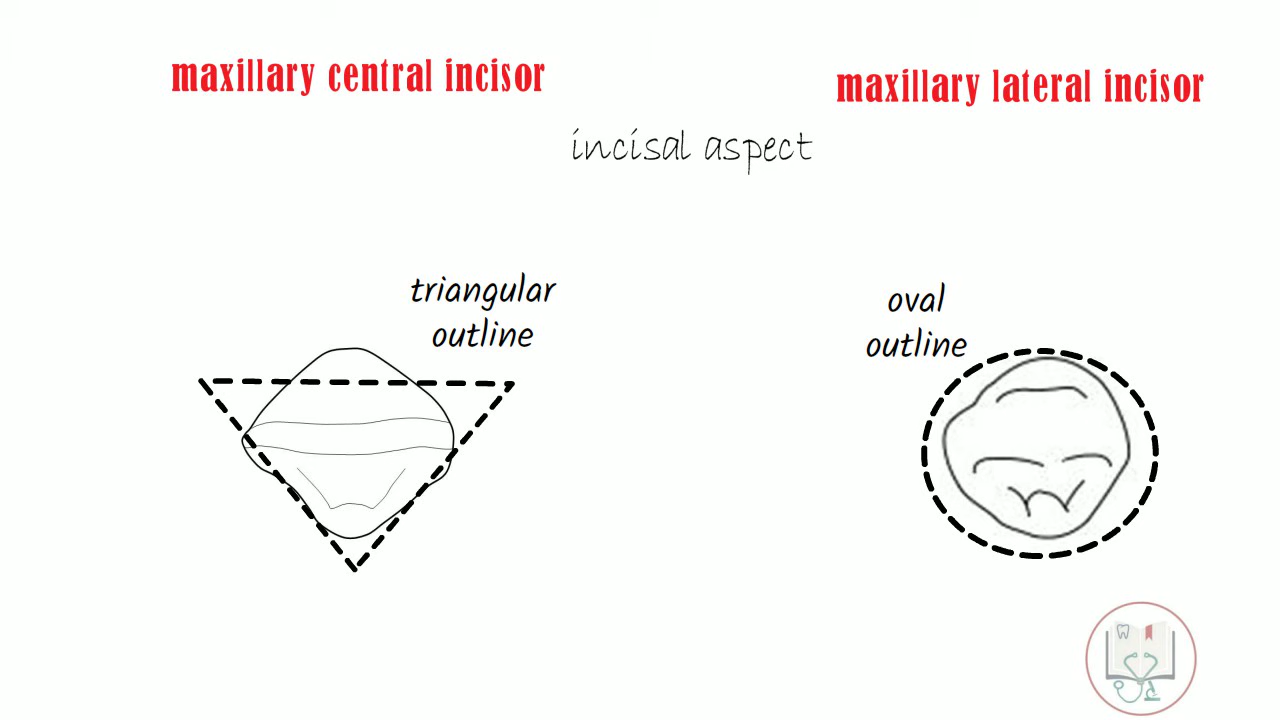 maxillary central incisor
maxillary lateral incisor
incisal aspect
triangular
outline
oval
outline